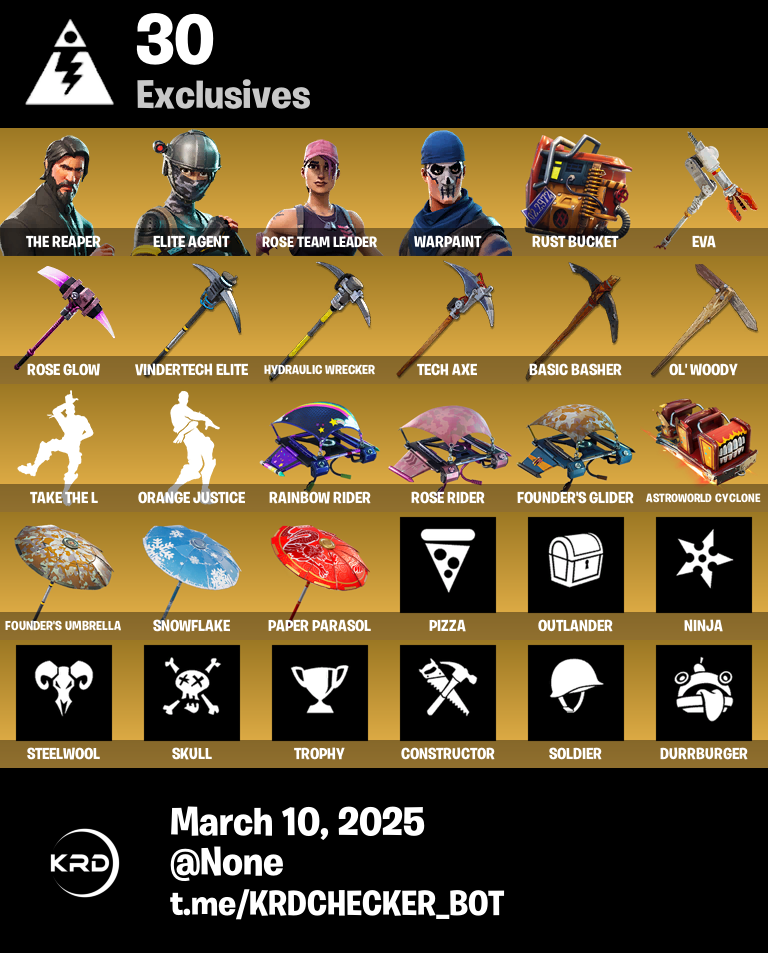 30
Exclusives
THE REAPER
ELITE AGENT
ROSE TEAM LEADER
WARPAINT
RUST BUCKET
EVA
ROSE GLOW
VINDERTECH ELITE
HYDRAULIC WRECKER
TECH AXE
BASIC BASHER
OL' WOODY
TAKE THE L
ORANGE JUSTICE
RAINBOW RIDER
ROSE RIDER
FOUNDER'S GLIDER
ASTROWORLD CYCLONE
FOUNDER'S UMBRELLA
SNOWFLAKE
PAPER PARASOL
PIZZA
OUTLANDER
NINJA
STEELWOOL
SKULL
TROPHY
CONSTRUCTOR
SOLDIER
DURRBURGER
KRD
March 10, 2025
@None
t.me/KRDCHECKER_BOT